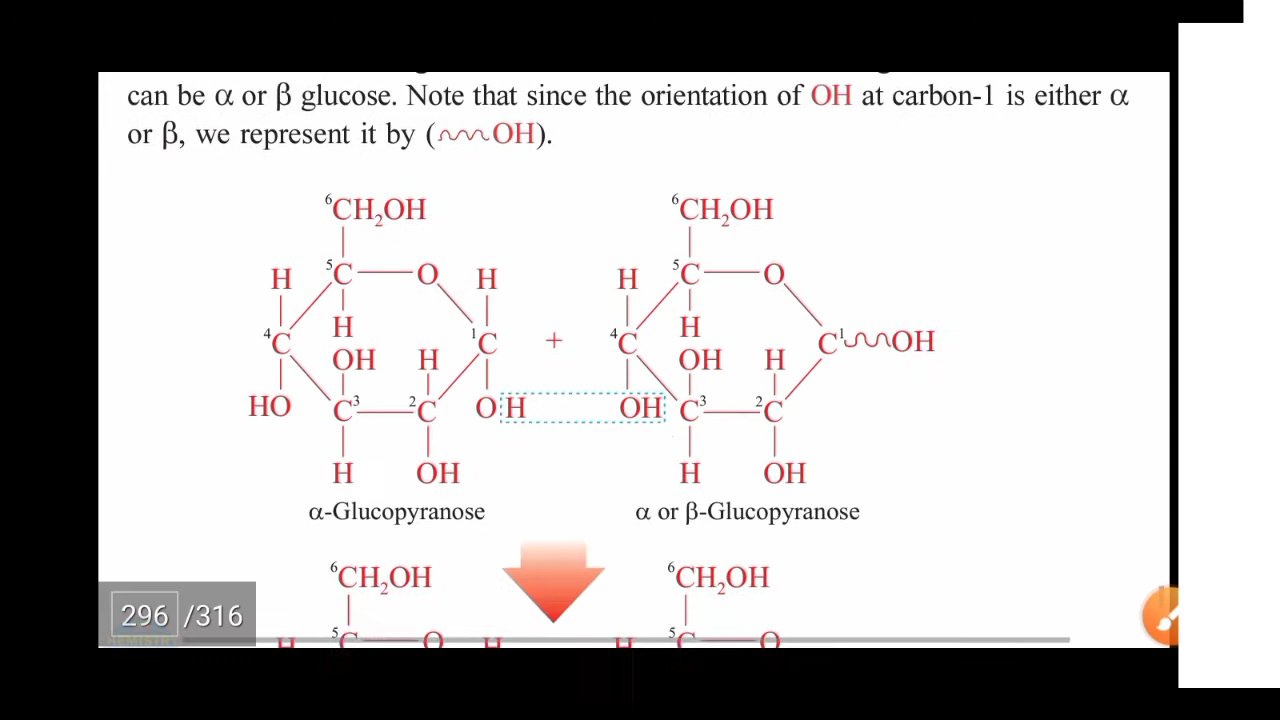 can be α or β glucose. Note that since the orientation of OH at carbon-1 is either α
or β, we represent it by (OH).
6CH2OH 6CH2OH
H 5C O H H 5C O
4C H 1C + 4C H C1 OH
OH H OH H
HO C3 2C OH OH C3 2C
H OH H OH
α-Glucopyranose α or β-Glucopyranose
6CH2OH 6CH2OH
296 /316
H 5C O H H 5C O